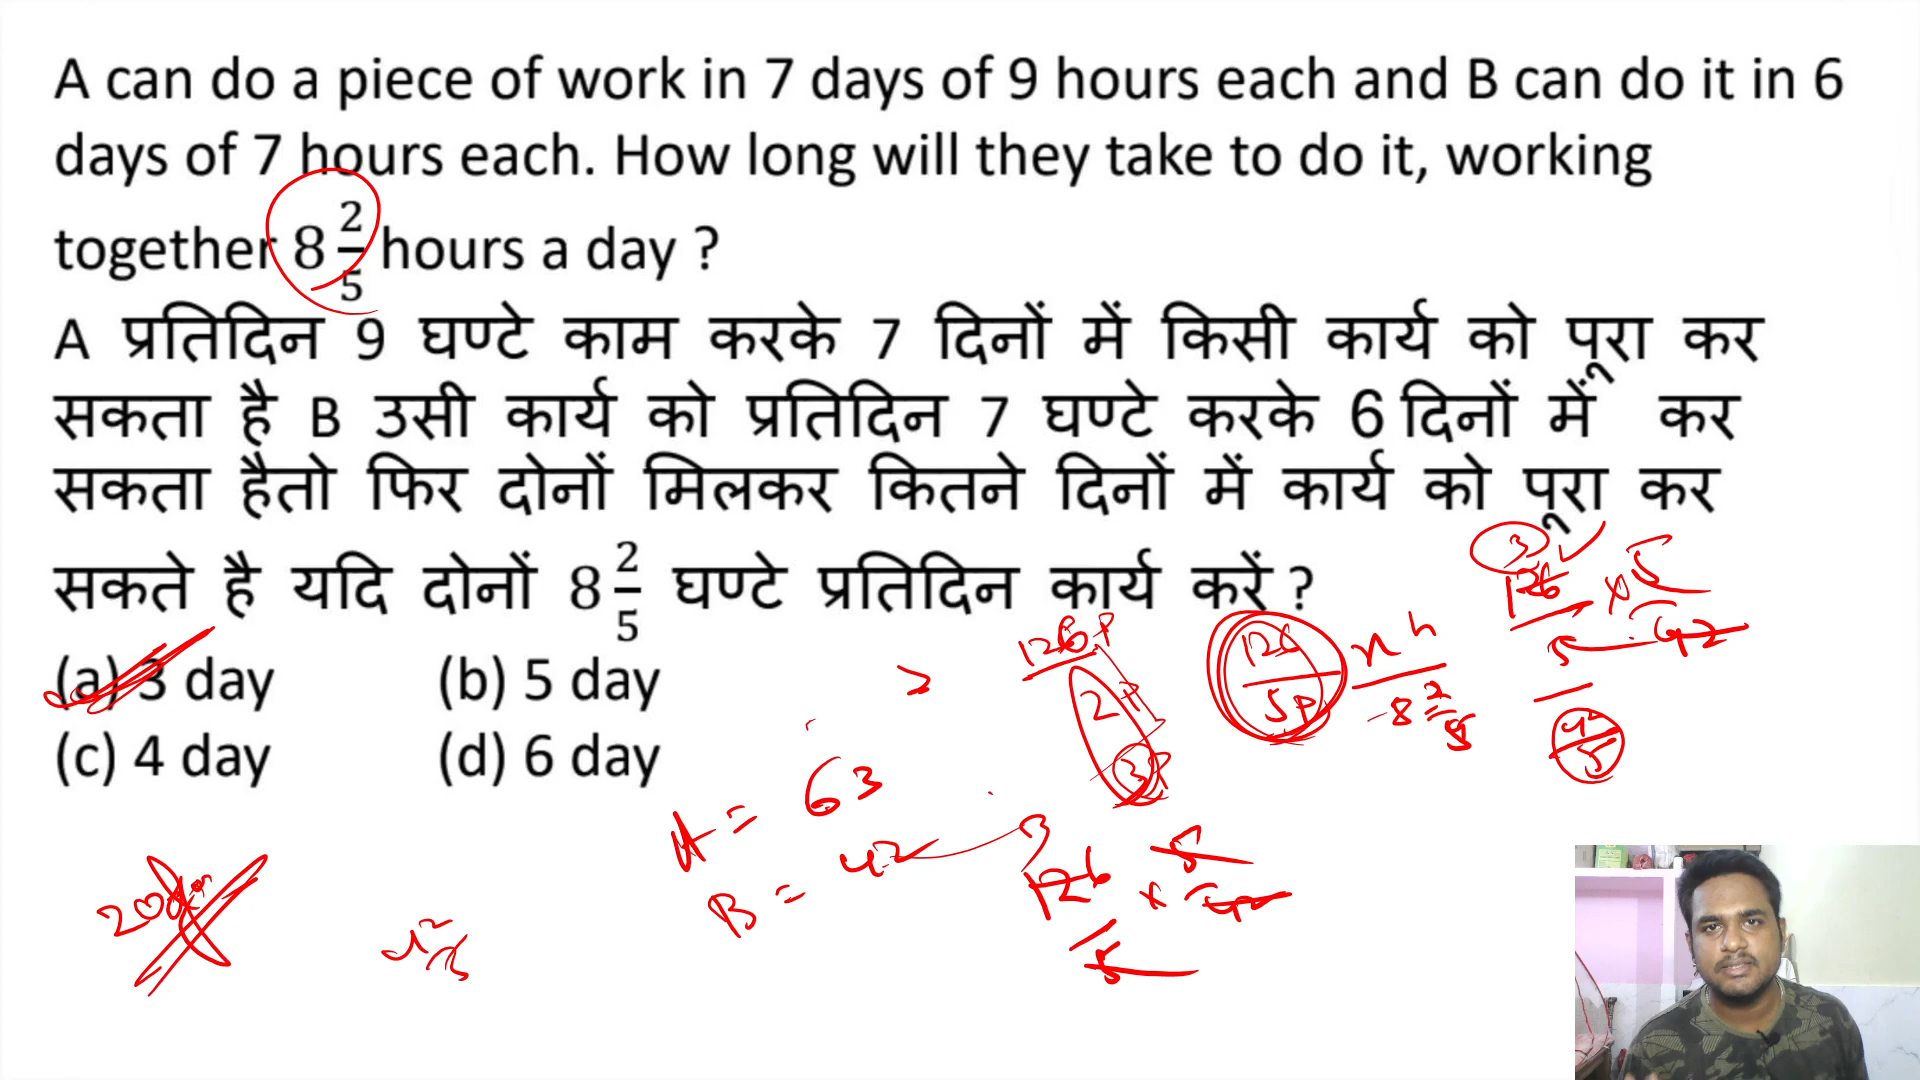 A can do a piece of work in 7 days of 9 hours each and B can do it in 6
days of 7 hours each. How long will they take to do it, working
together 8 2/5 hours a day ?
A प्रतिदिन 9 घण्टे काम करके 7 दिनों में किसी कार्य को पूरा कर
सकता है B उसी कार्य को प्रतिदिन 7 घण्टे करके 6 दिनों में कर
सकता हैतो फिर दोनों मिलकर कितने दिनों में कार्य को पूरा कर
सकते है यदि दोनों 8 2/5 घण्टे प्रतिदिन कार्य करें ?
(a) 3 day (b) 5 day
(c) 4 day (d) 6 day
A = 63
B = 42
126 × 5